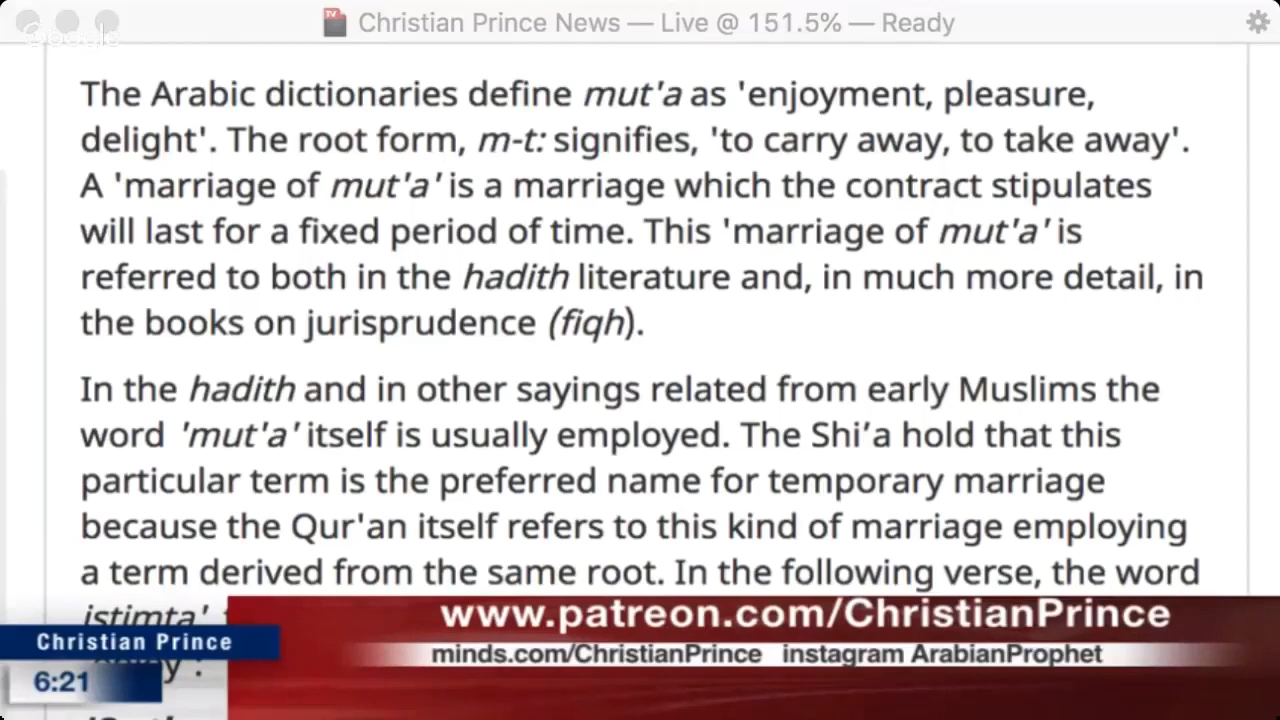 Christian Prince News — Live @ 151.5% — Ready
TV
Google
The Arabic dictionaries define mut'a as 'enjoyment, pleasure,
delight'. The root form, m-t: signifies, 'to carry away, to take away'.
A 'marriage of mut'a' is a marriage which the contract stipulates
will last for a fixed period of time. This 'marriage of mut'a' is
referred to both in the hadith literature and, in much more detail, in
the books on jurisprudence (fiqh).
In the hadith and in other sayings related from early Muslims the
word 'mut'a' itself is usually employed. The Shi’a hold that this
particular term is the preferred name for temporary marriage
because the Qur'an itself refers to this kind of marriage employing
a term derived from the same root. In the following verse, the word
istimta'
www.patreon.com/ChristianPrince
Christian Prince
minds.com/ChristianPrince instagram ArabianProphet
6:21